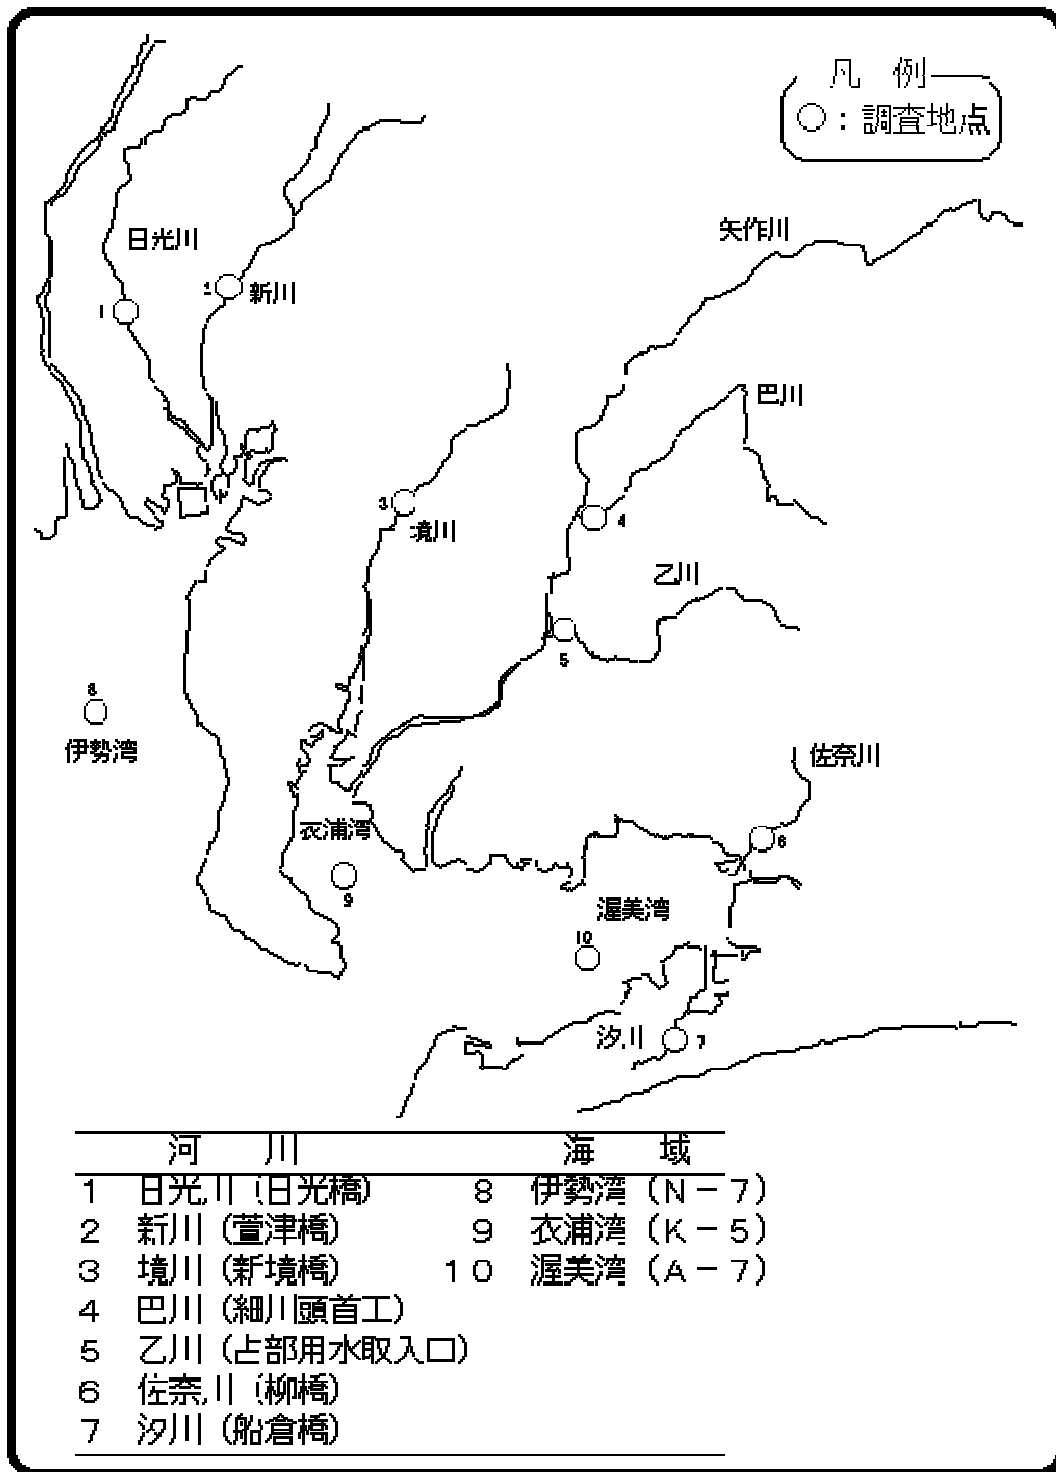 凡 例
○：調査地点
日光川
2 新川
1
矢作川
巴川
3
境川
4
乙川
5
8
伊勢湾
佐奈川
衣浦湾
6
9
渥美湾
10
汐川
7
河 川 海 域
1 日光川（日光橋） 8 伊勢湾（N－7）
2 新川（萱津橋） 9 衣浦湾（K－5）
3 境川（新境橋） 10 渥美湾（A－7）
4 巴川（細川頭首工）
5 乙川（占部用水取入口）
6 佐奈川（柳橋）
7 汐川（船倉橋）